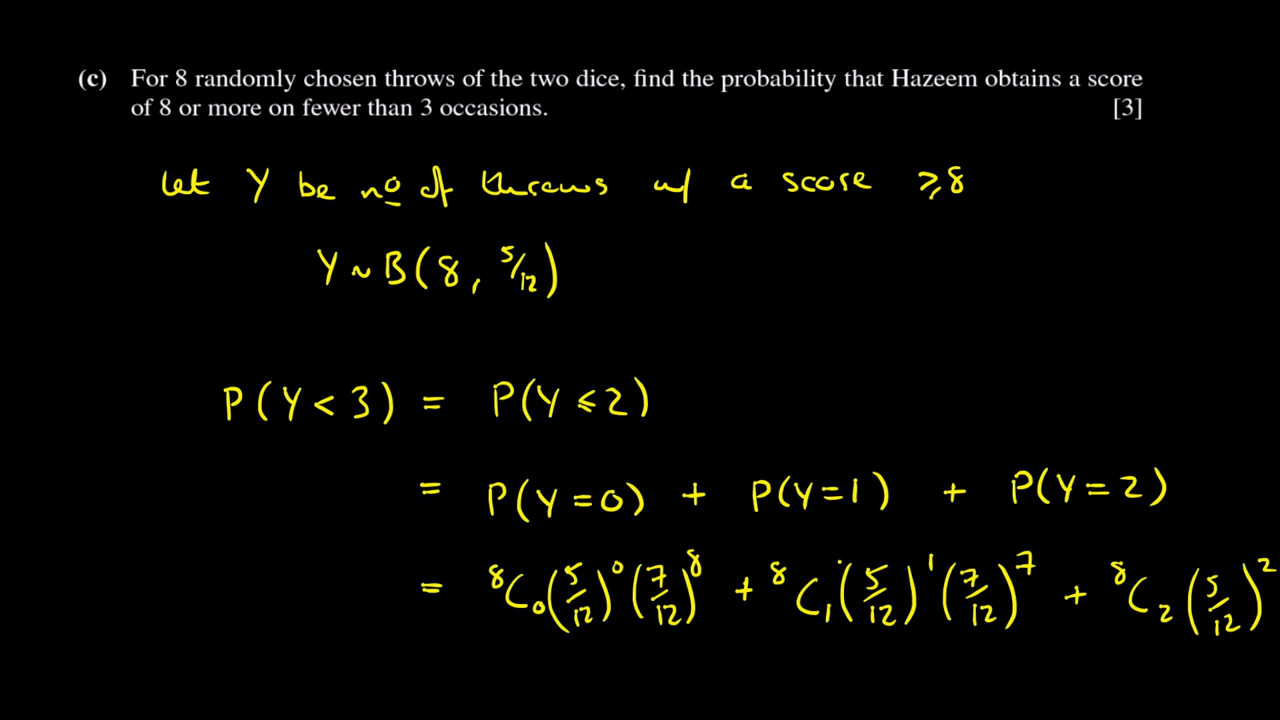 (c) For 8 randomly chosen throws of the two dice, find the probability that Hazeem obtains a score
of 8 or more on fewer than 3 occasions. [3]
Let Y be nº of throws w/ a score ⩾8
Y ~ B(8, 5/12)
P(Y < 3) = P(Y ⩽ 2)
= P(Y = 0) + P(Y = 1) + P(Y = 2)
= ⁸C₀(5/12)⁰(7/12)⁸ + ⁸C₁(5/12)¹(7/12)⁷ + ⁸C₂(5/12)²